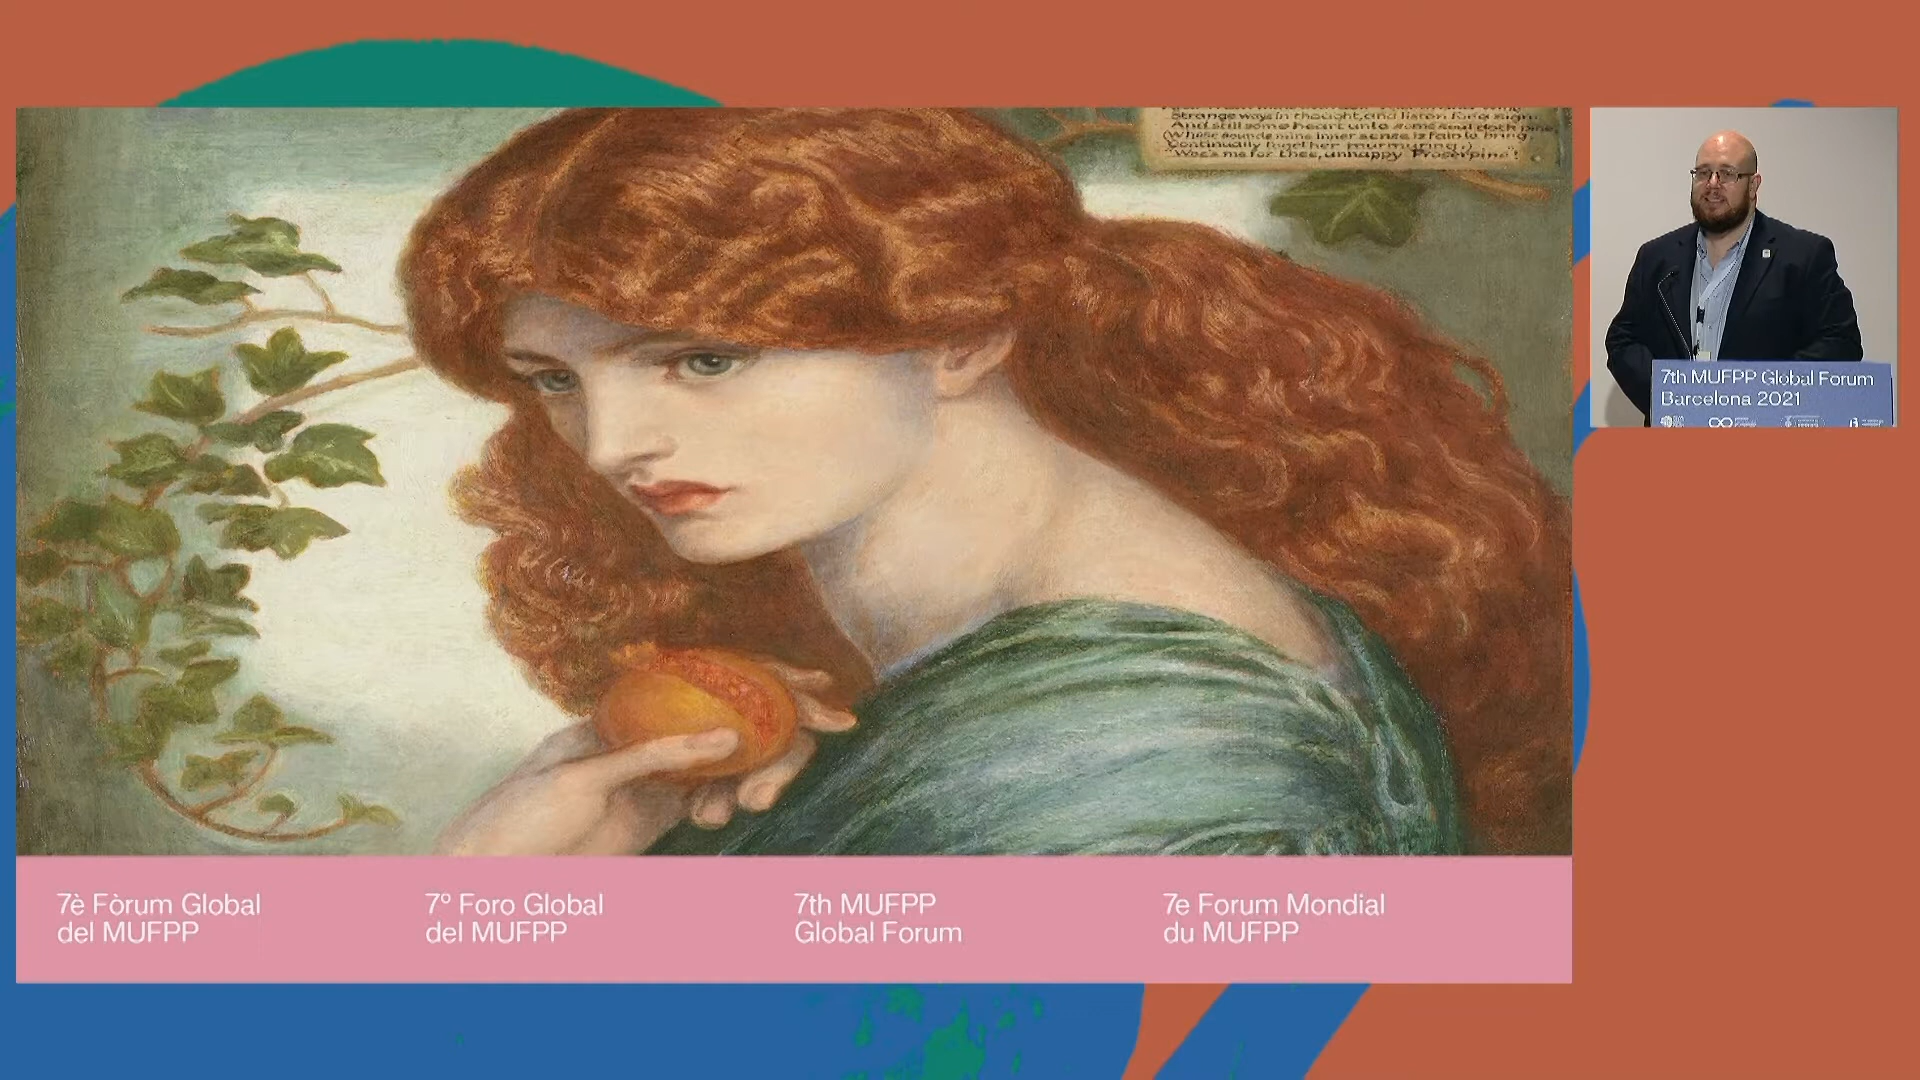 Strange ways in thought, and listen for a sign:
And still some heart unto some soul doth pine,
(Whose sounds mine inner sense is fain to bring,
Continually together murmuring,)
"Woe's me for thee, unhappy Proserpine!"
7th MUFPP Global Forum
Barcelona 2021
7è Fòrum Global
del MUFPP
7º Foro Global
del MUFPP
7th MUFPP
Global Forum
7e Forum Mondial
du MUFPP